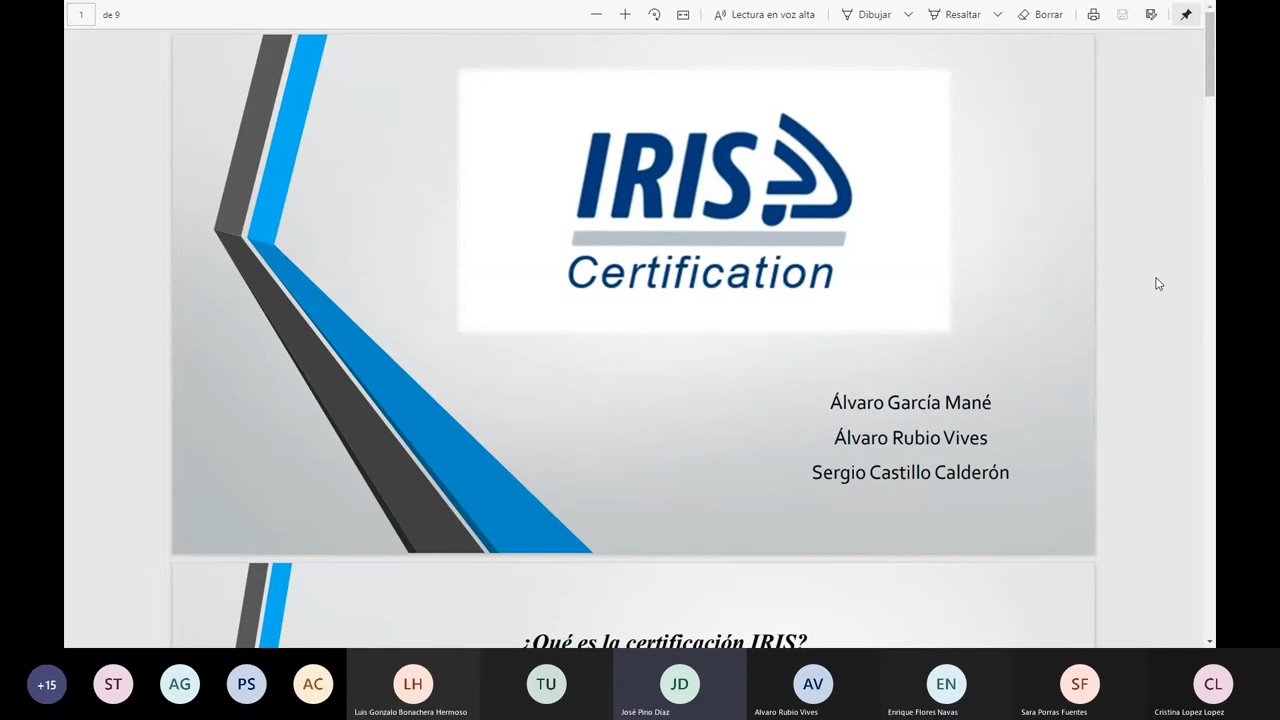 1 de 9
Lectura en voz alta
Dibujar
Resaltar
Borrar
IRIS
Certification
Álvaro García Mané
Álvaro Rubio Vives
Sergio Castillo Calderón
¿Qué es la certificación IRIS?
+15
ST
AG
PS
AC
LH
TU
JD
AV
EN
SF
CL
Luis Gonzalo Bonachera Hermoso
José Pino Díaz
Alvaro Rubio Vives
Enrique Flores Navas
Sara Porras Fuentes
Cristina Lopez Lopez